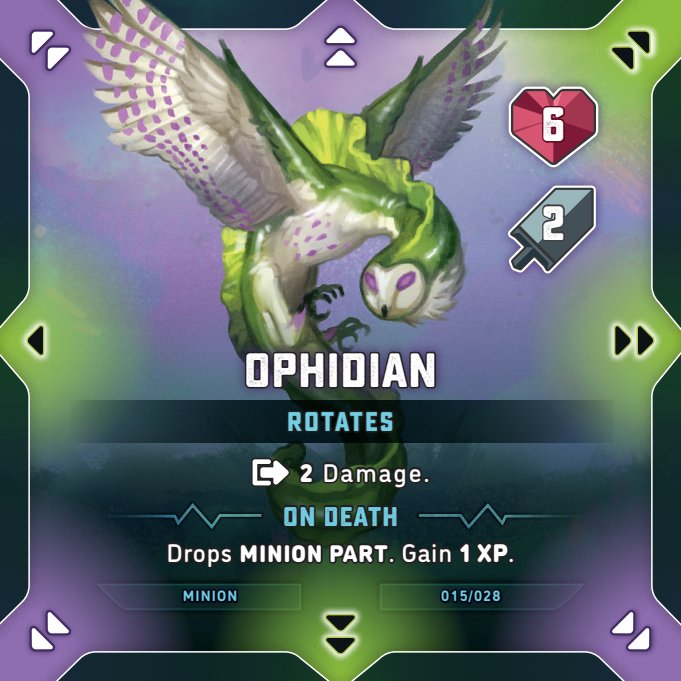 6
2
OPHIDIAN
ROTATES
2 Damage.
ON DEATH
Drops MINION PART. Gain 1 XP.
MINION
015/028